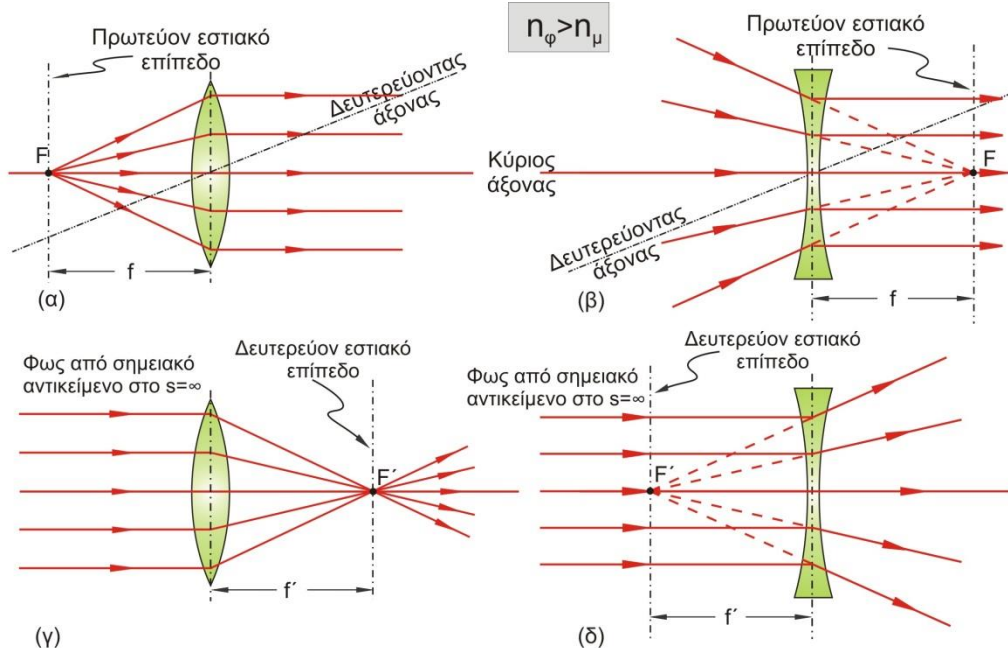 Πρωτεύον εστιακό
επίπεδο
n_φ>n_μ
Πρωτεύον εστιακό
επίπεδο
Δευτερεύοντας
άξονας
F
f
(α)
Κύριος
άξονας
F
Δευτερεύοντας
άξονας
f
(β)
Φως από σημειακό
αντικείμενο στο s=∞
Δευτερεύον εστιακό
επίπεδο
F´
f´
(γ)
Δευτερεύον εστιακό
επίπεδο
Φως από σημειακό
αντικείμενο στο s=∞
F´
f´
(δ)